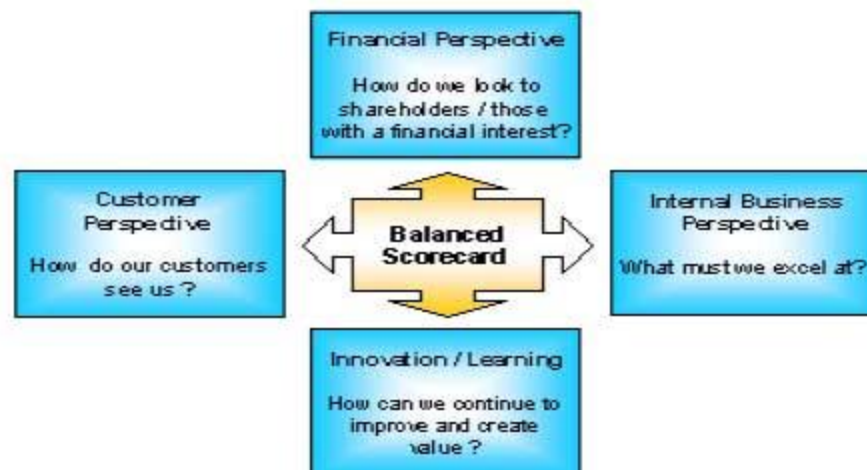 Financial Perspective
How do we look to
shareholders / those
with a financial interest?
Customer
Perspective
How do our customers
see us ?
Balanced
Scorecard
Internal Business
Perspective
What must we excel at?
Innovation / Learning
How can we continue to
improve and create
value ?